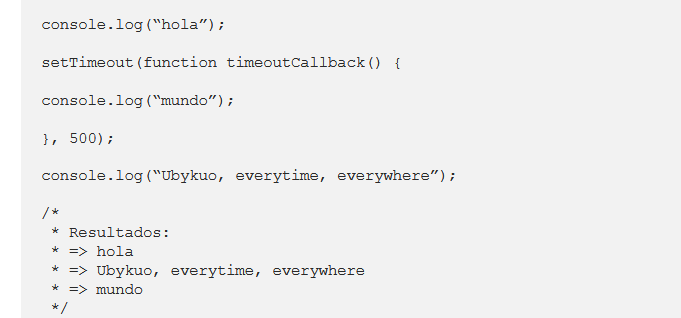 console.log(“hola”);
setTimeout(function timeoutCallback() {
console.log(“mundo”);
}, 500);
console.log(“Ubykuo, everytime, everywhere”);
/*
* Resultados:
* => hola
* => Ubykuo, everytime, everywhere
* => mundo
*/